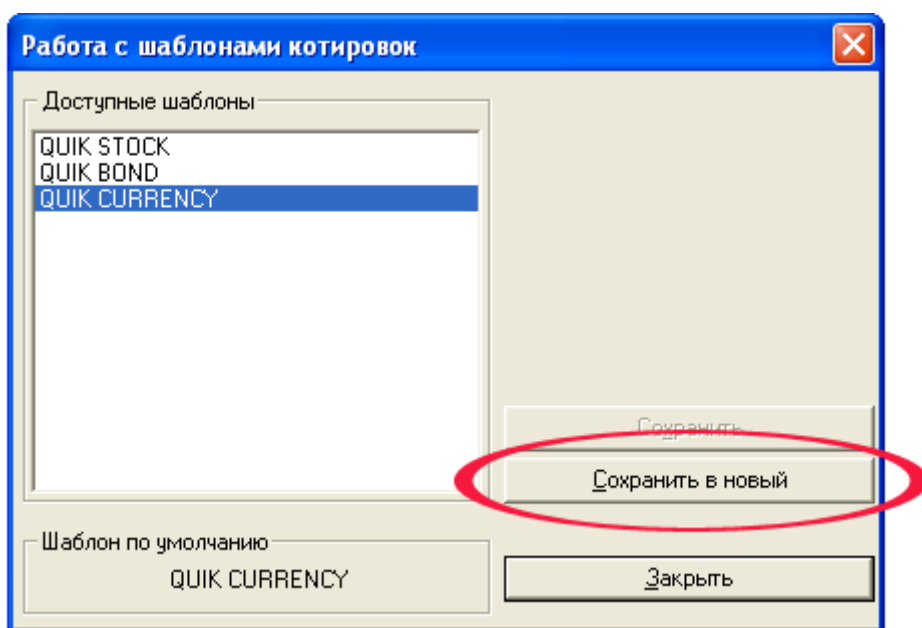 Работа с шаблонами котировок
Доступные шаблоны
QUIK STOCK
QUIK BOND
QUIK CURRENCY
Сохранить
Сохранить в новый
Шаблон по умолчанию
QUIK CURRENCY
Закрыть